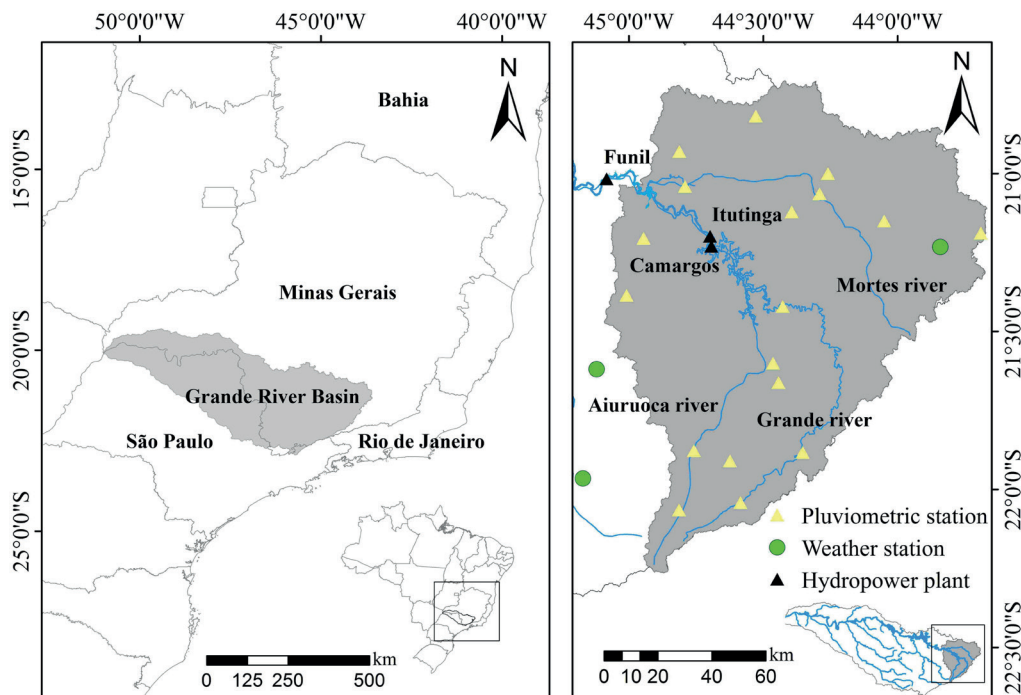 50°0'0"W 45°0'0"W 40°0'0"W
15°0'0"S
20°0'0"S
25°0'0"S
N
Bahia
Minas Gerais
Grande River Basin
São Paulo
Rio de Janeiro
0 125 250 500
km
45°0'0"W 44°30'0"W 44°0'0"W
21°0'0"S
21°30'0"S
22°0'0"S
22°30'0"S
N
Funil
Itutinga
Camargos
Mortes river
Aiuruoca river
Grande river
Pluviometric station
Weather station
Hydropower plant
0 10 20 40 60
km